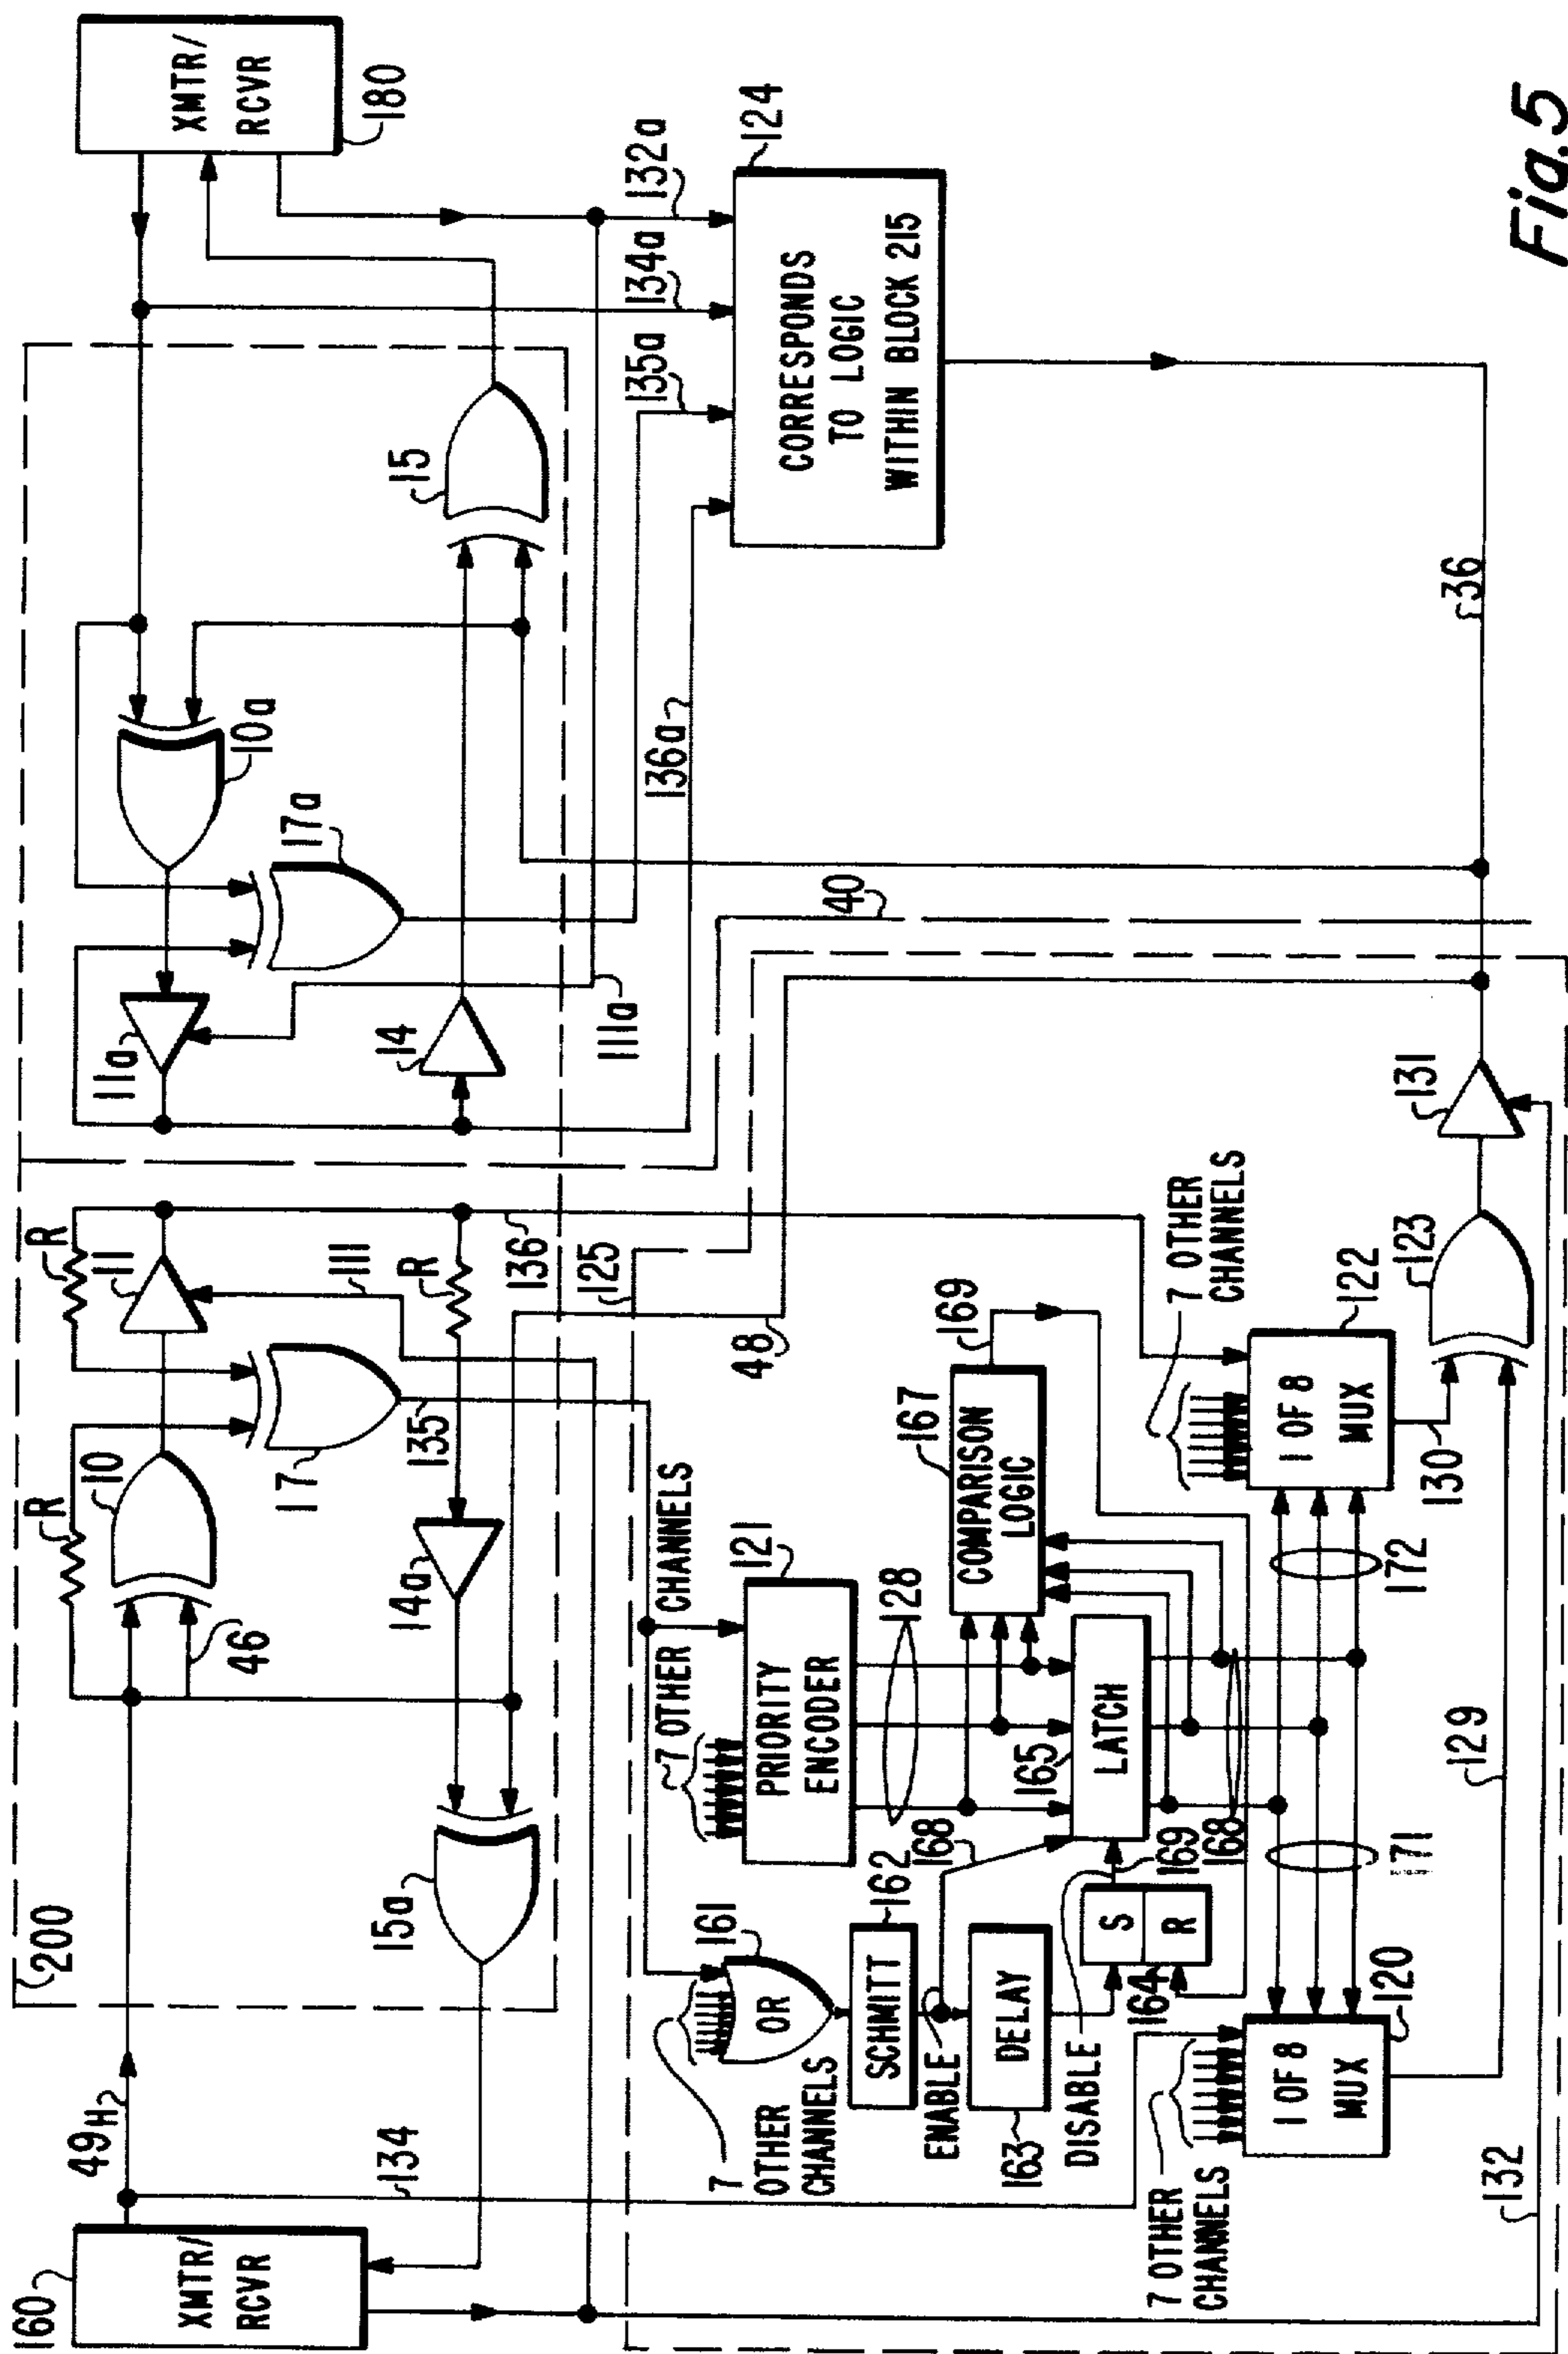 160
XMTR/
RCVR
49H
134
200
R
10
46
17
R
11
111
R
14a
15a
135
136
125
48
11a
10a
17a
14
15
111a
136a
40
XMTR/
RCVR
180
135a
134a
132a
124
CORRESPONDS
TO LOGIC
WITHIN BLOCK 215
36
7
OTHER
CHANNELS
161
OR
162
SCHMITT
ENABLE
DELAY
163
DISABLE
164
S
R
7 OTHER CHANNELS
121
PRIORITY
ENCODER
128
168
165
LATCH
169
168
167
COMPARISON
LOGIC
169
7 OTHER
CHANNELS
1 OF 8
MUX
120
171
172
7 OTHER
CHANNELS
1 OF 8
MUX
122
130
123
131
129
132
Fig.5